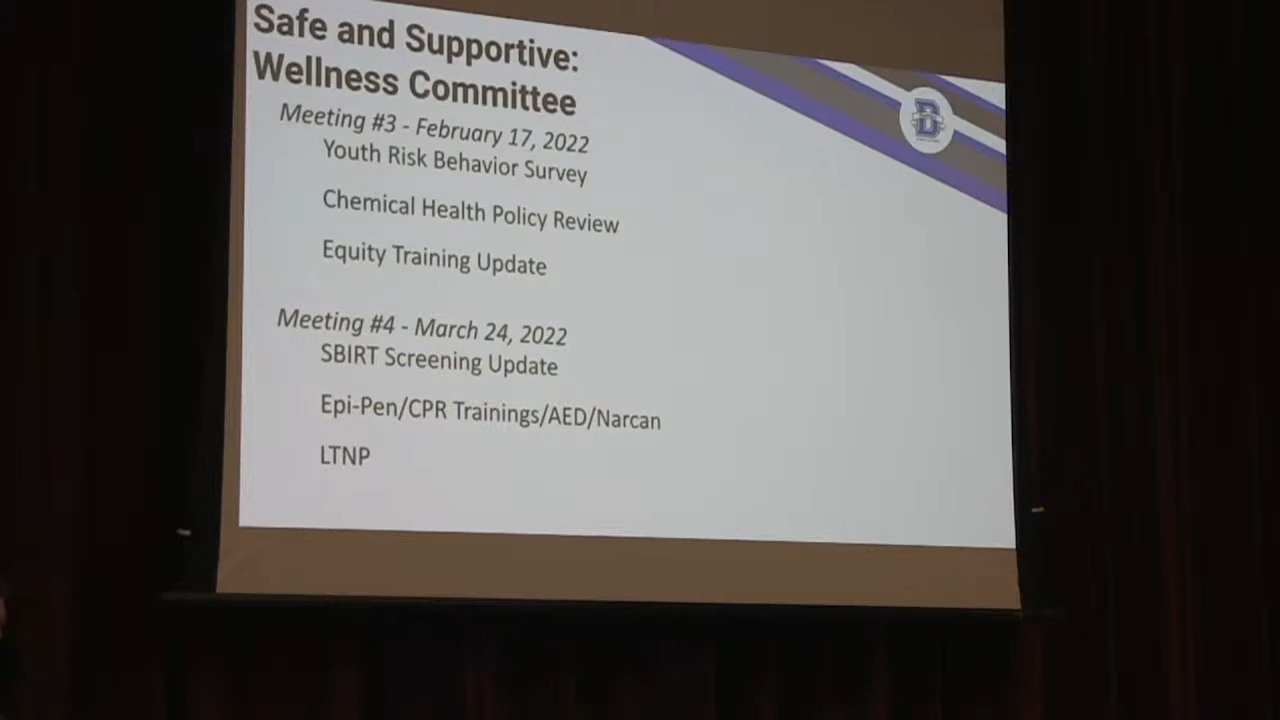 Safe and Supportive:
Wellness Committee
Meeting #3 - February 17, 2022
Youth Risk Behavior Survey
Chemical Health Policy Review
Equity Training Update
Meeting #4 - March 24, 2022
SBIRT Screening Update
Epi-Pen/CPR Trainings/AED/Narcan
LTNP
B